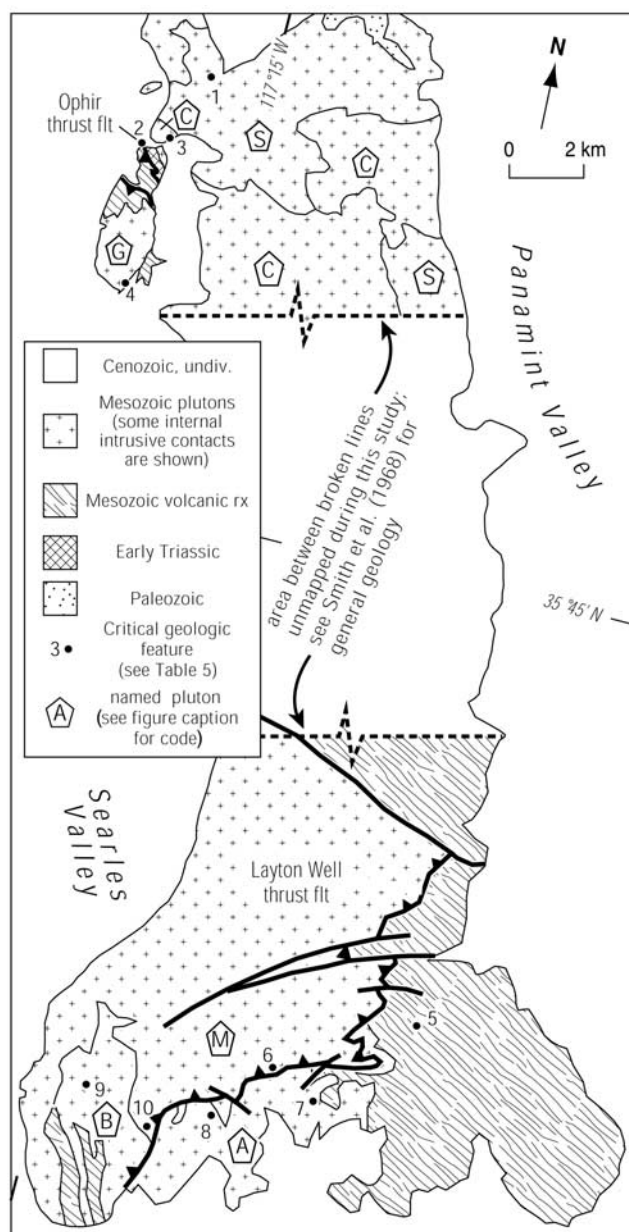 N
0 2 km
117°15' W
Ophir
thrust flt
1
2
3
4
C
S
C
G
C
S
Panamint Valley
Cenozoic, undiv.
Mesozoic plutons
(some internal
intrusive contacts
are shown)
Mesozoic volcanic rx
Early Triassic
Paleozoic
3 Critical geologic
feature
(see Table 5)
A named pluton
(see figure caption
for code)
area between broken lines
unmapped during this study;
see Smith et al. (1968) for
general geology
35°45' N
Searles
Valley
Layton Well
thrust flt
5
M
6
7
9
B
10
8
A